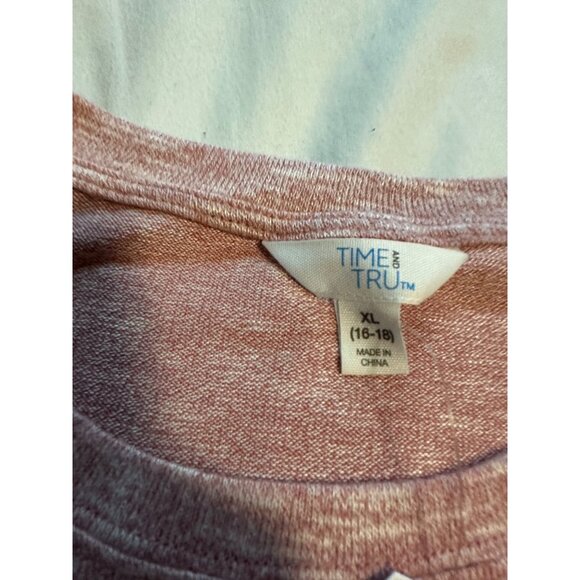 TIME AND
TRU™
XL
(16-18)
MADE IN
CHINA